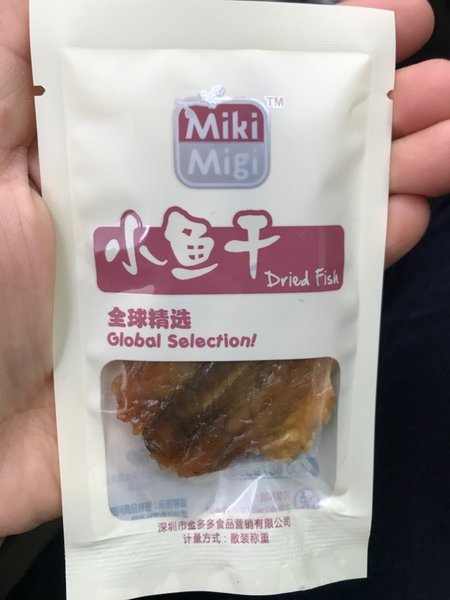 Miki
Migi
TM
小鱼干
Dried Fish
全球精选
Global Selection!
深圳市金多多食品营销有限公司
计量方式：散装称重